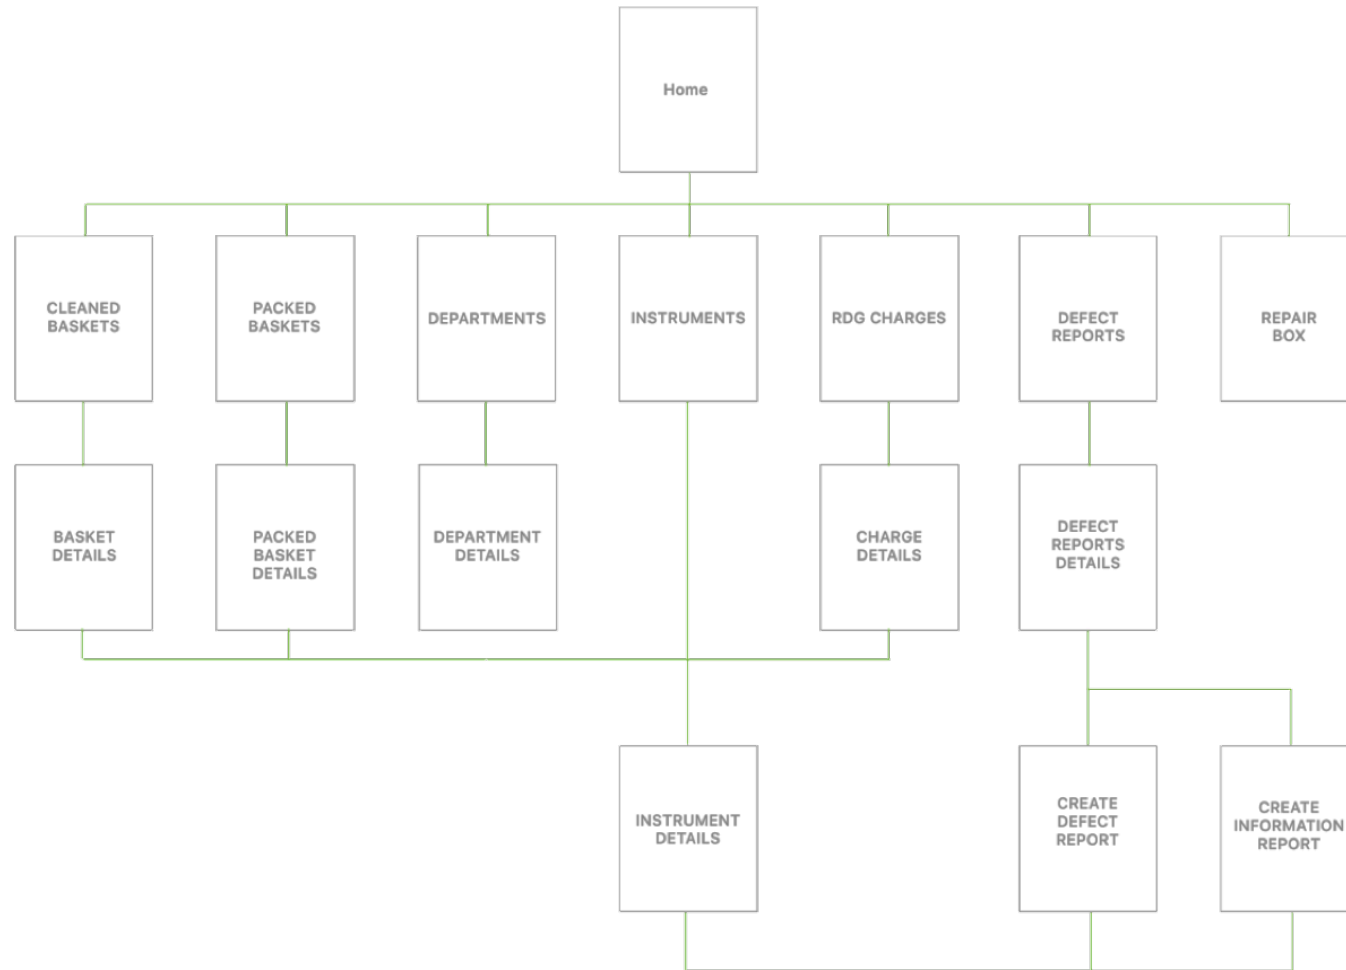 Home
CLEANED
BASKETS
PACKED
BASKETS
DEPARTMENTS
INSTRUMENTS
RDG CHARGES
DEFECT
REPORTS
REPAIR
BOX
BASKET
DETAILS
PACKED
BASKET
DETAILS
DEPARTMENT
DETAILS
CHARGE
DETAILS
DEFECT
REPORTS
DETAILS
INSTRUMENT
DETAILS
CREATE
DEFECT
REPORT
CREATE
INFORMATION
REPORT